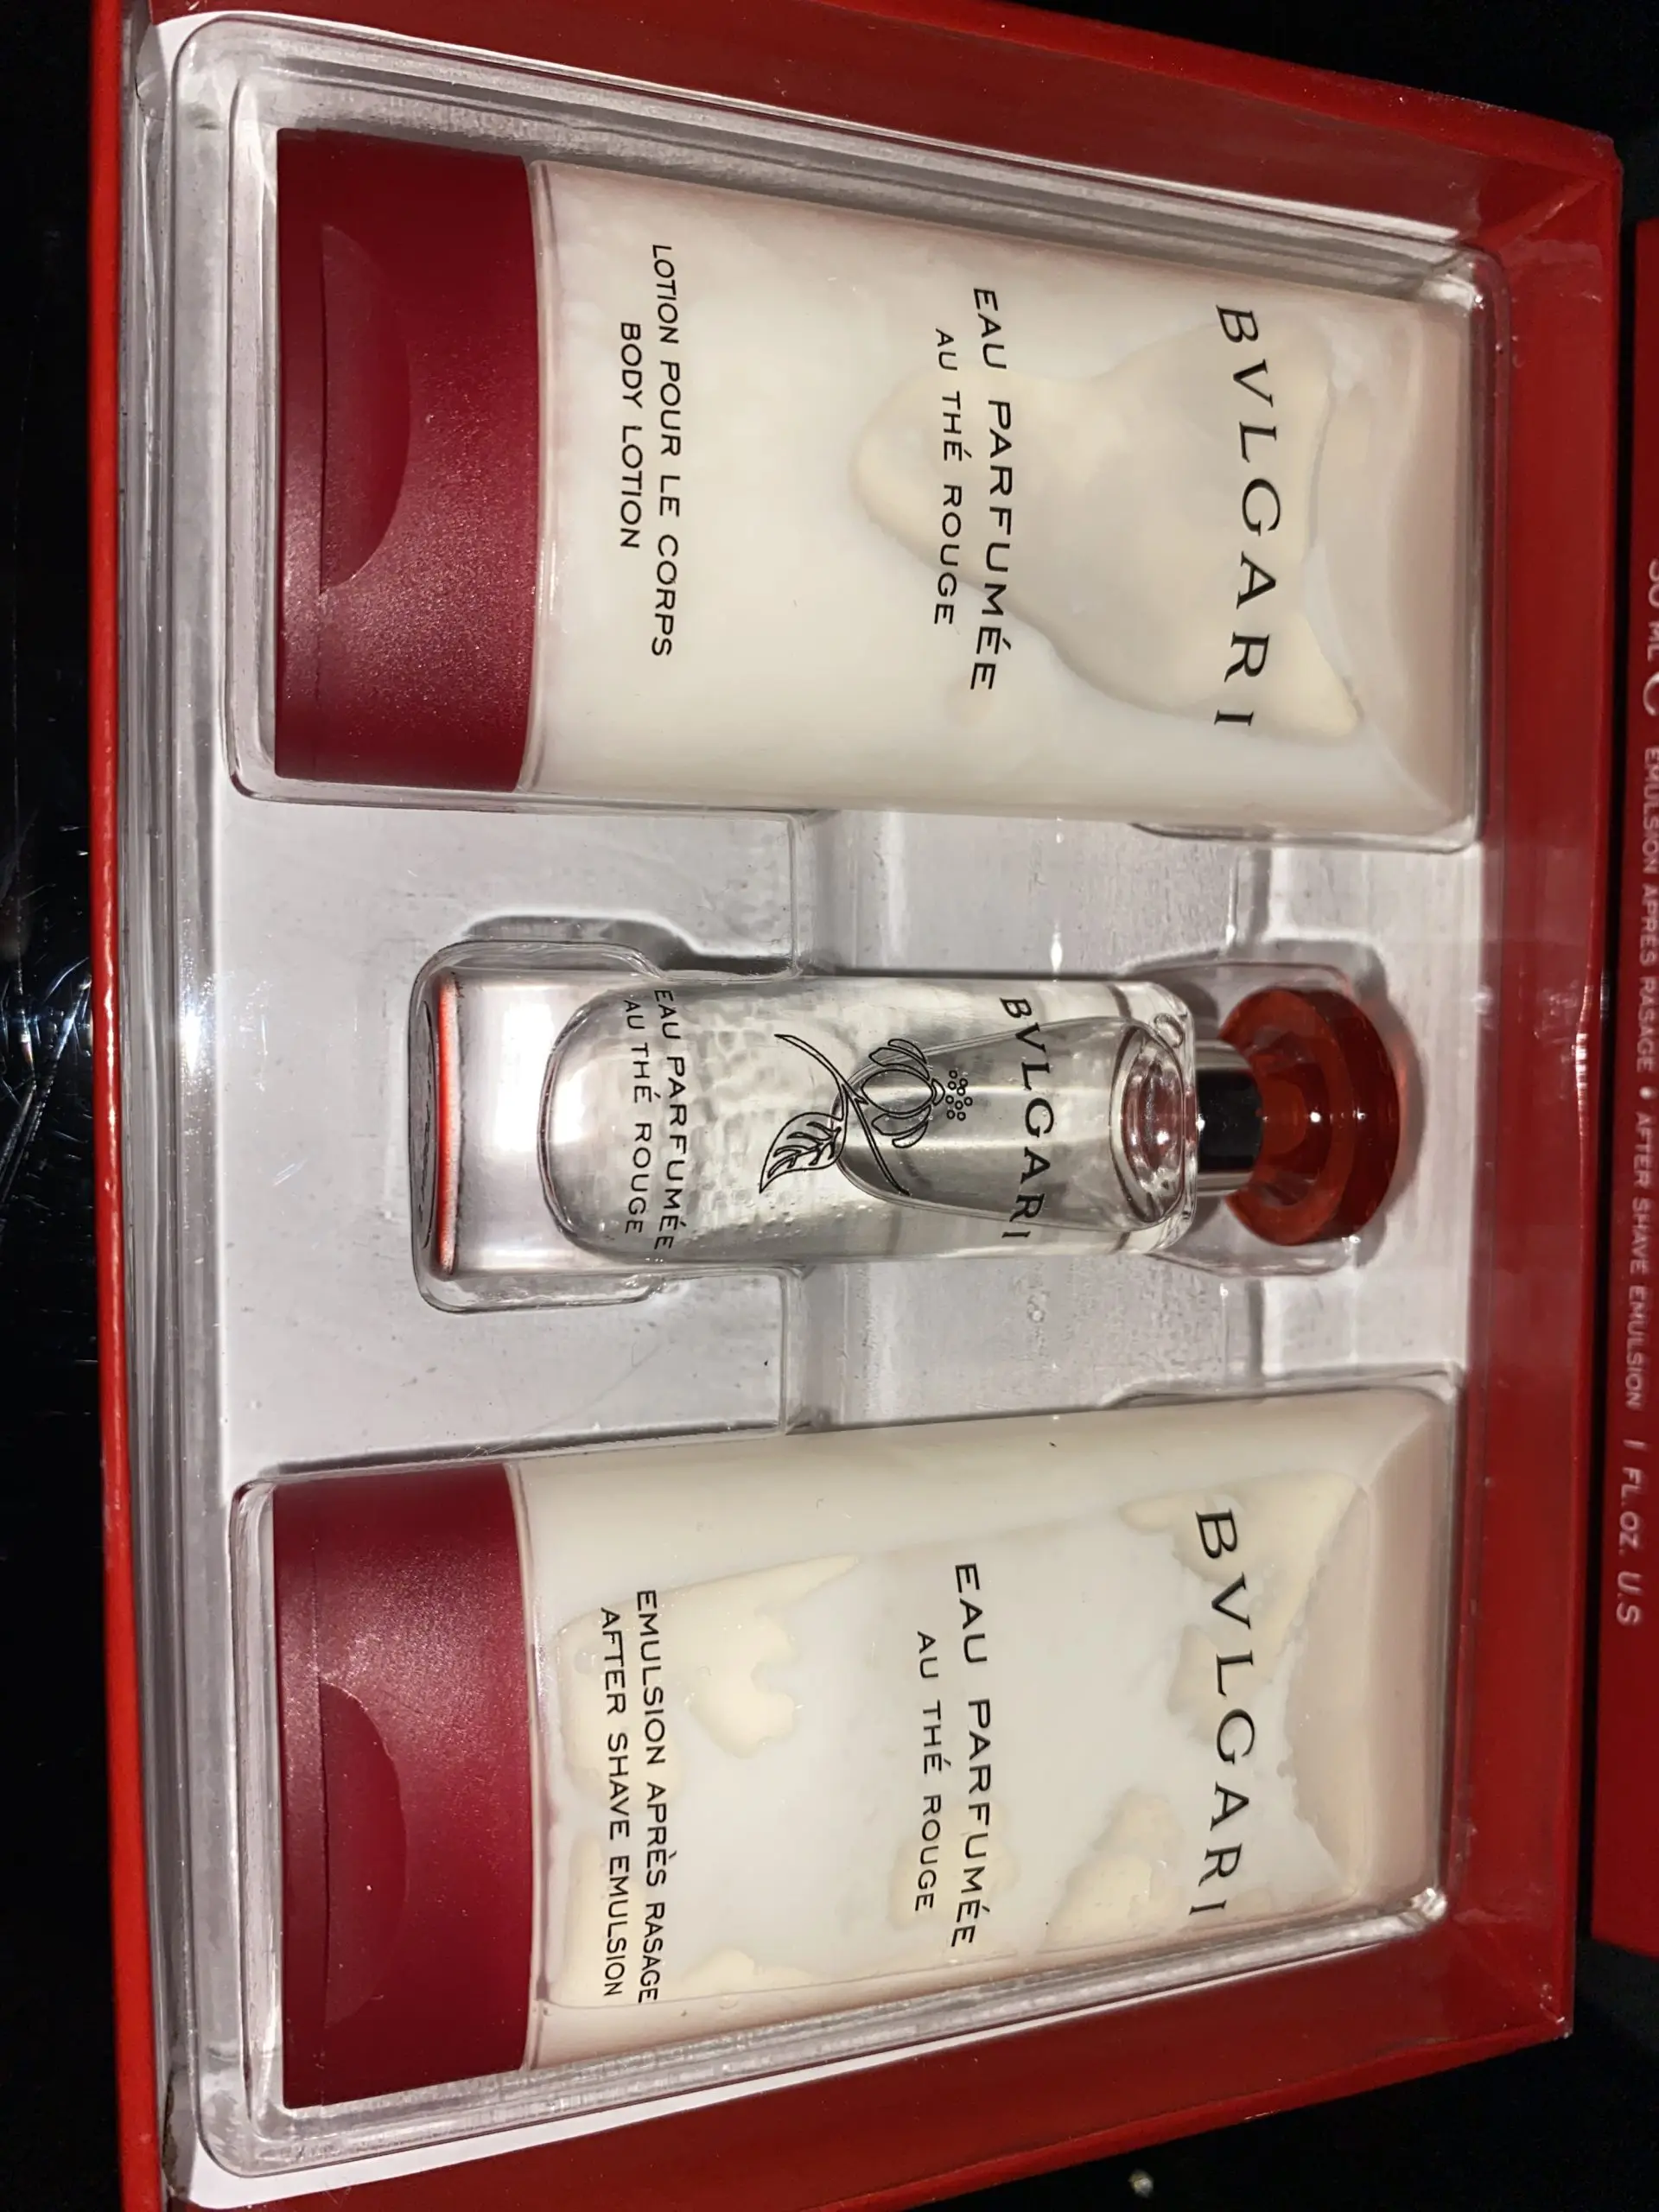 BVLGARI
EAU PARFUMÉE
AU THÉ ROUGE
LOTION POUR LE CORPS
BODY LOTION
BVLGARI
EAU PARFUMÉE
AU THÉ ROUGE
BVLGARI
EAU PARFUMÉE
AU THÉ ROUGE
EMULSION APRÈS RASAGE
AFTER SHAVE EMULSION
ML EMULSION APRÈS RASAGE • AFTER SHAVE EMULSION 1 FL.OZ. U.S